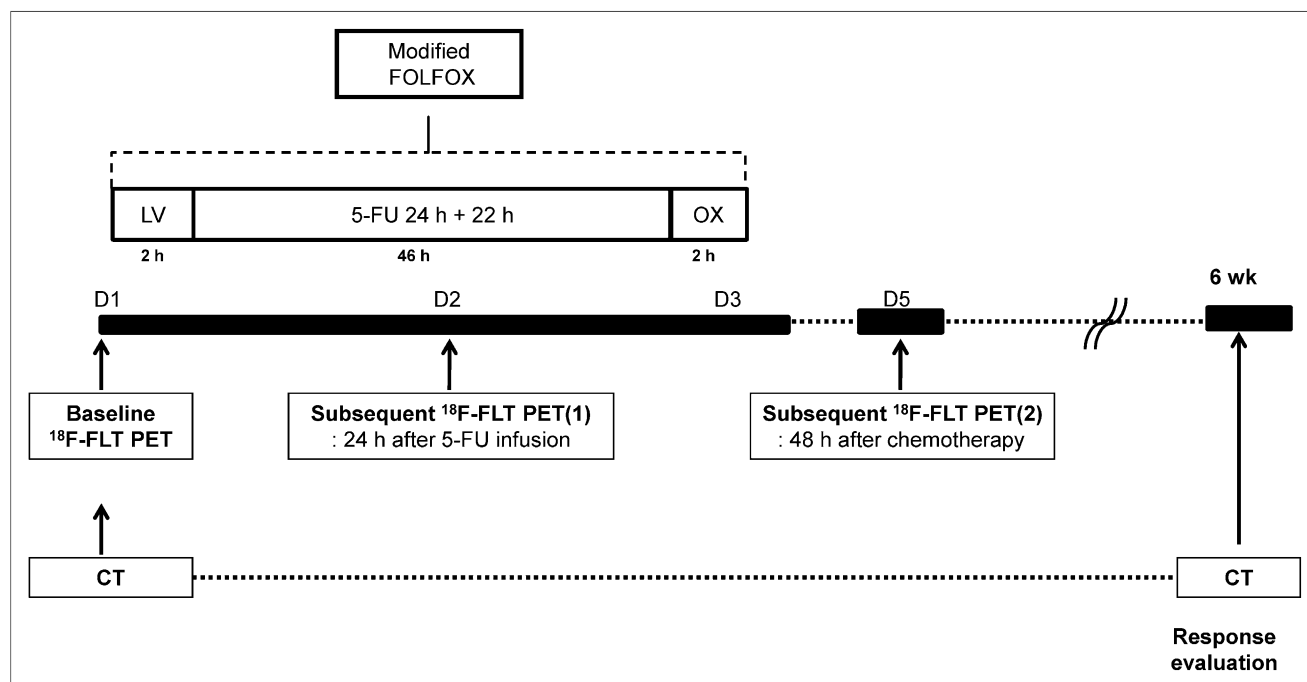 Modified
FOLFOX
LV
5-FU 24 h + 22 h
OX
2 h
46 h
2 h
D1
D2
D3
D5
6 wk
Baseline
¹⁸F-FLT PET
Subsequent ¹⁸F-FLT PET(1)
: 24 h after 5-FU infusion
Subsequent ¹⁸F-FLT PET(2)
: 48 h after chemotherapy
CT
CT
Response
evaluation